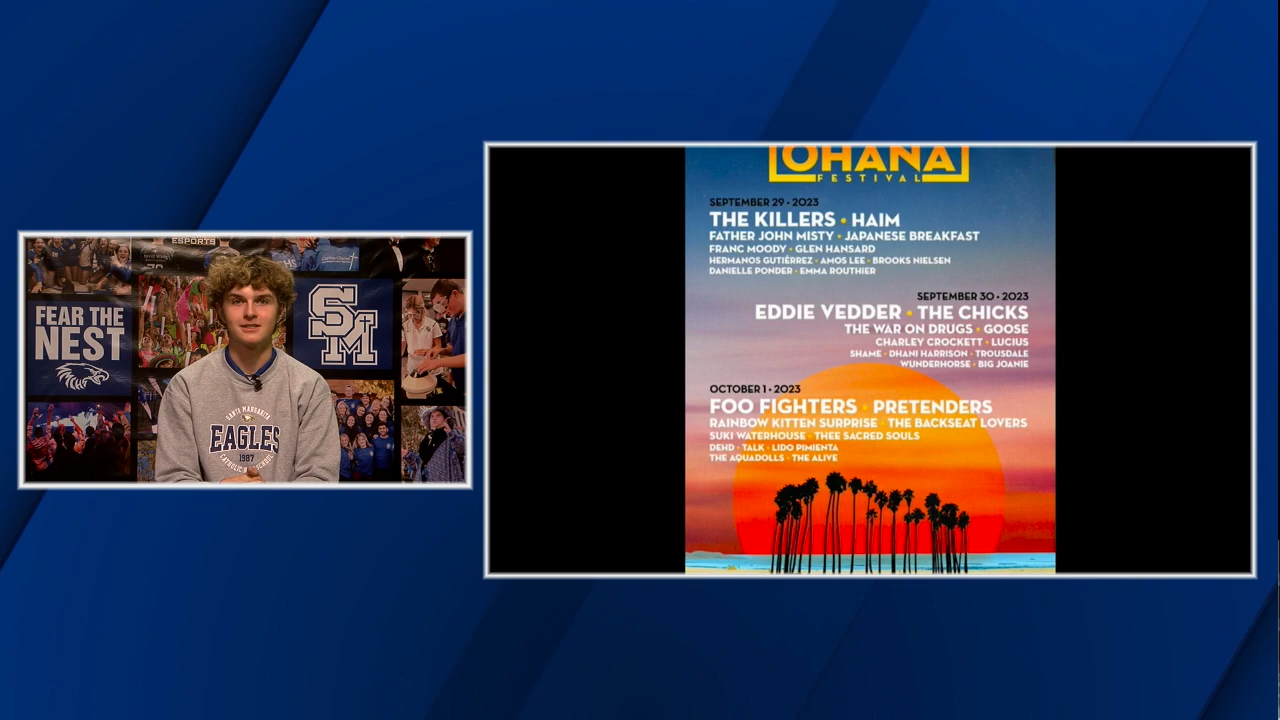 ESPORTS
FEAR THE
NEST
SM
SANTA MARGARITA
EAGLES
1987
CATHOLIC HIGH SCHOOL
OHANA
FESTIVAL
SEPTEMBER 29 • 2023
THE KILLERS • HAIM
FATHER JOHN MISTY • JAPANESE BREAKFAST
FRANC MOODY • GLEN HANSARD
HERMANOS GUTIÉRREZ • AMOS LEE • BROOKS NIELSEN
DANIELLE PONDER • EMMA ROUTHIER
SEPTEMBER 30 • 2023
EDDIE VEDDER • THE CHICKS
THE WAR ON DRUGS • GOOSE
CHARLEY CROCKETT • LUCIUS
SHAME • DHANI HARRISON • TROUSDALE
WUNDERHORSE • BIG JOANIE
OCTOBER 1 • 2023
FOO FIGHTERS • PRETENDERS
RAINBOW KITTEN SURPRISE • THE BACKSEAT LOVERS
SUKI WATERHOUSE • THEE SACRED SOULS
DEHD • TALK • LIDO PIMIENTA
THE AQUADOLLS • THE ALIVE